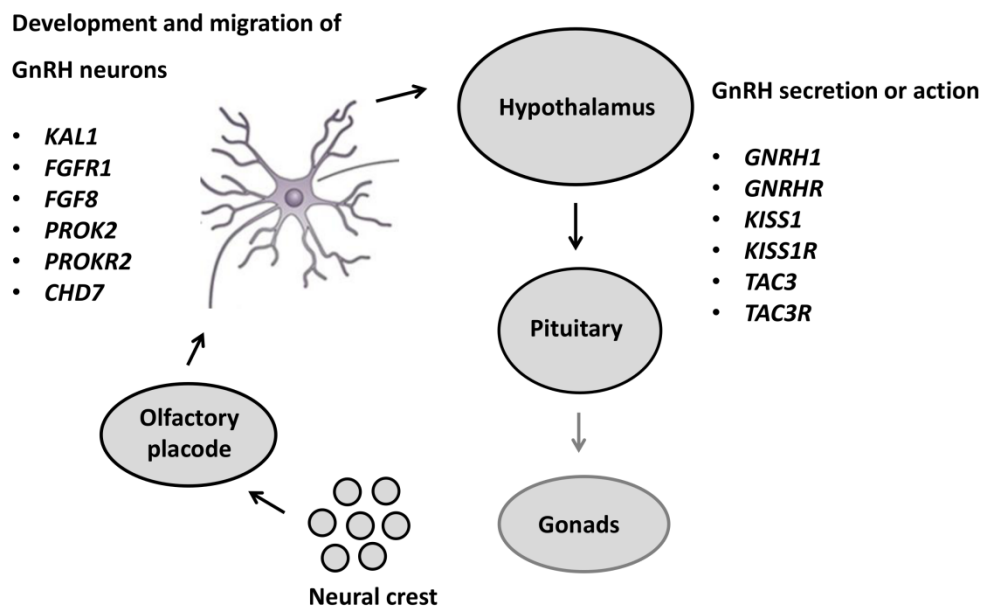 Development and migration of
GnRH neurons
• KAL1
• FGFR1
• FGF8
• PROK2
• PROKR2
• CHD7
Hypothalamus
GnRH secretion or action
• GNRH1
• GNRHR
• KISS1
• KISS1R
• TAC3
• TAC3R
Pituitary
Olfactory
placode
Gonads
Neural crest